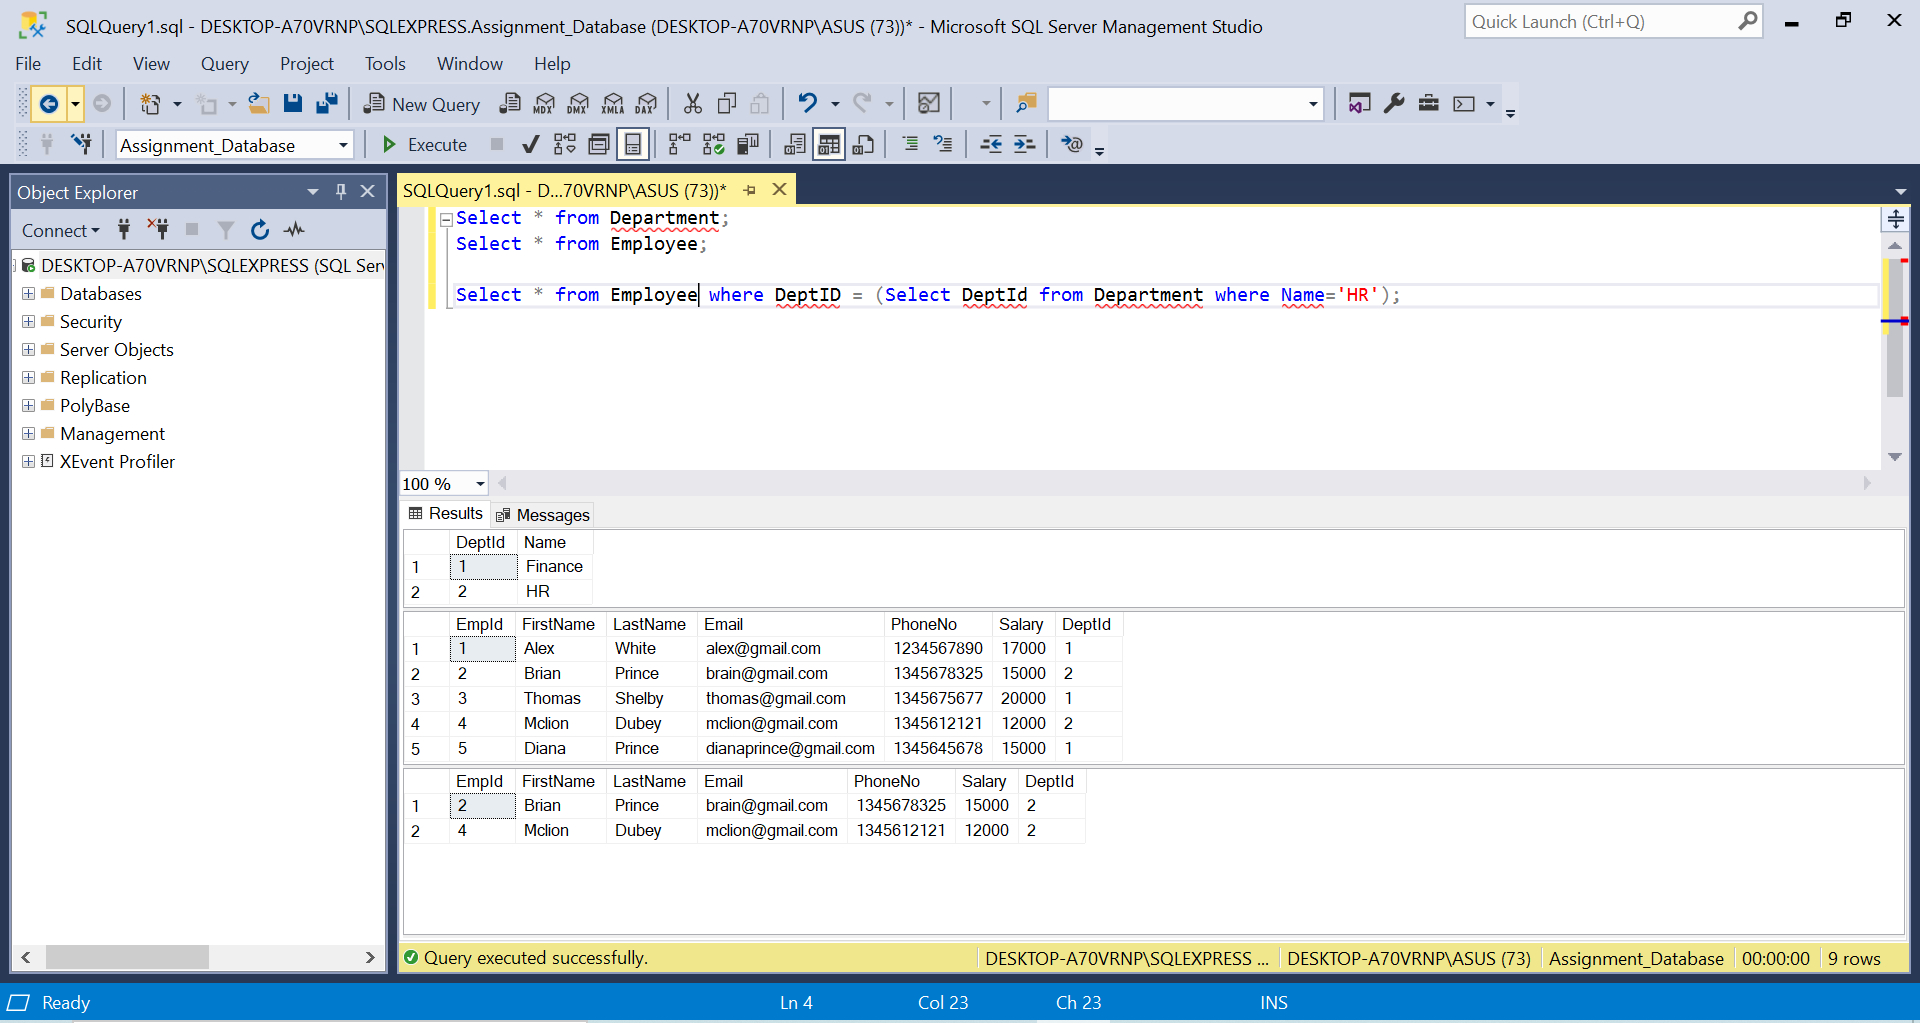 SQLQuery1.sql - DESKTOP-A70VRNP\SQLEXPRESS.Assignment_Database (DESKTOP-A70VRNP\ASUS (73))* - Microsoft SQL Server Management Studio
Quick Launch (Ctrl+Q)
File Edit View Query Project Tools Window Help
New Query MDX DMX XMLA DAX
Assignment_Database Execute
Object Explorer
SQLQuery1.sql - D...70VRNP\ASUS (73))*
Connect
DESKTOP-A70VRNP\SQLEXPRESS (SQL Ser
Databases
Security
Server Objects
Replication
PolyBase
Management
XEvent Profiler
Select * from Department;
Select * from Employee;
Select * from Employee where DeptID = (Select DeptId from Department where Name='HR');
100 %
Results Messages
DeptId Name
1 1 Finance
2 2 HR
EmpId FirstName LastName Email PhoneNo Salary DeptId
1 1 Alex White alex@gmail.com 1234567890 17000 1
2 2 Brian Prince brain@gmail.com 1345678325 15000 2
3 3 Thomas Shelby thomas@gmail.com 1345675677 20000 1
4 4 Mclion Dubey mclion@gmail.com 1345612121 12000 2
5 5 Diana Prince dianaprince@gmail.com 1345645678 15000 1
EmpId FirstName LastName Email PhoneNo Salary DeptId
1 2 Brian Prince brain@gmail.com 1345678325 15000 2
2 4 Mclion Dubey mclion@gmail.com 1345612121 12000 2
Query executed successfully. DESKTOP-A70VRNP\SQLEXPRESS ... DESKTOP-A70VRNP\ASUS (73) Assignment_Database 00:00:00 9 rows
Ready Ln 4 Col 23 Ch 23 INS